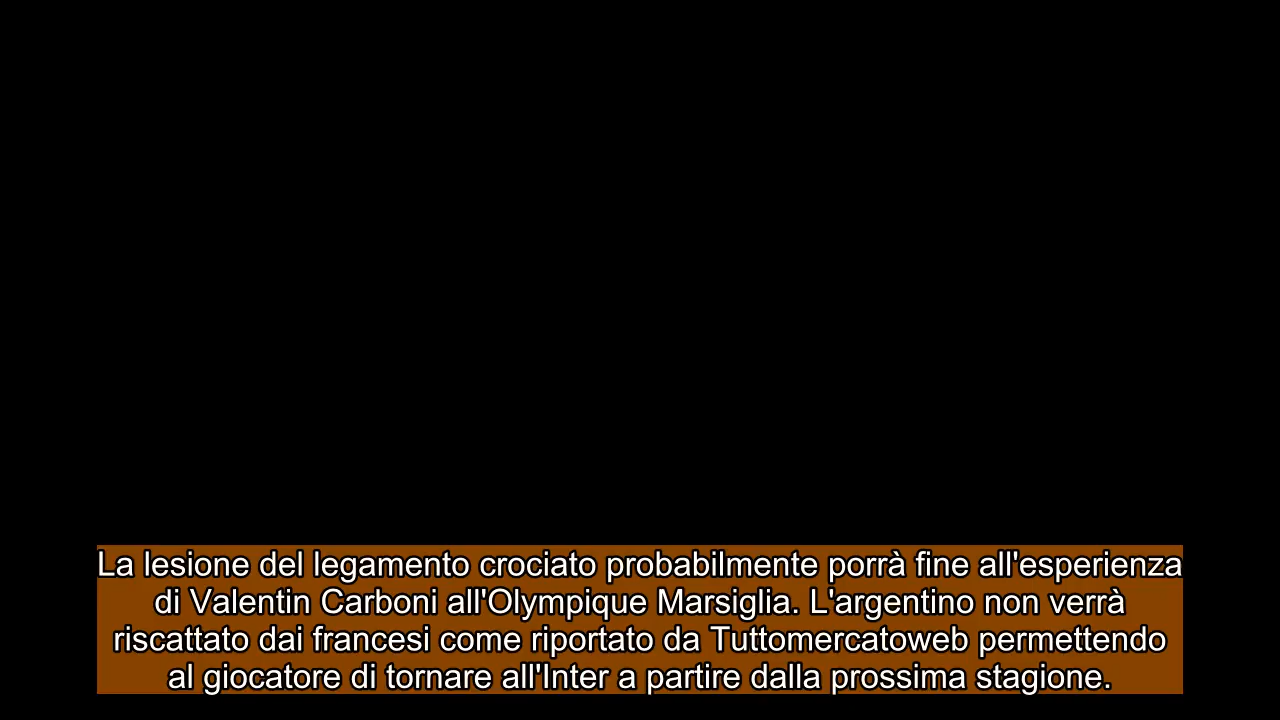 La lesione del legamento crociato probabilmente porrà fine all'esperienza
di Valentin Carboni all'Olympique Marsiglia. L'argentino non verrà
riscattato dai francesi come riportato da Tuttomercatoweb permettendo
al giocatore di tornare all'Inter a partire dalla prossima stagione.